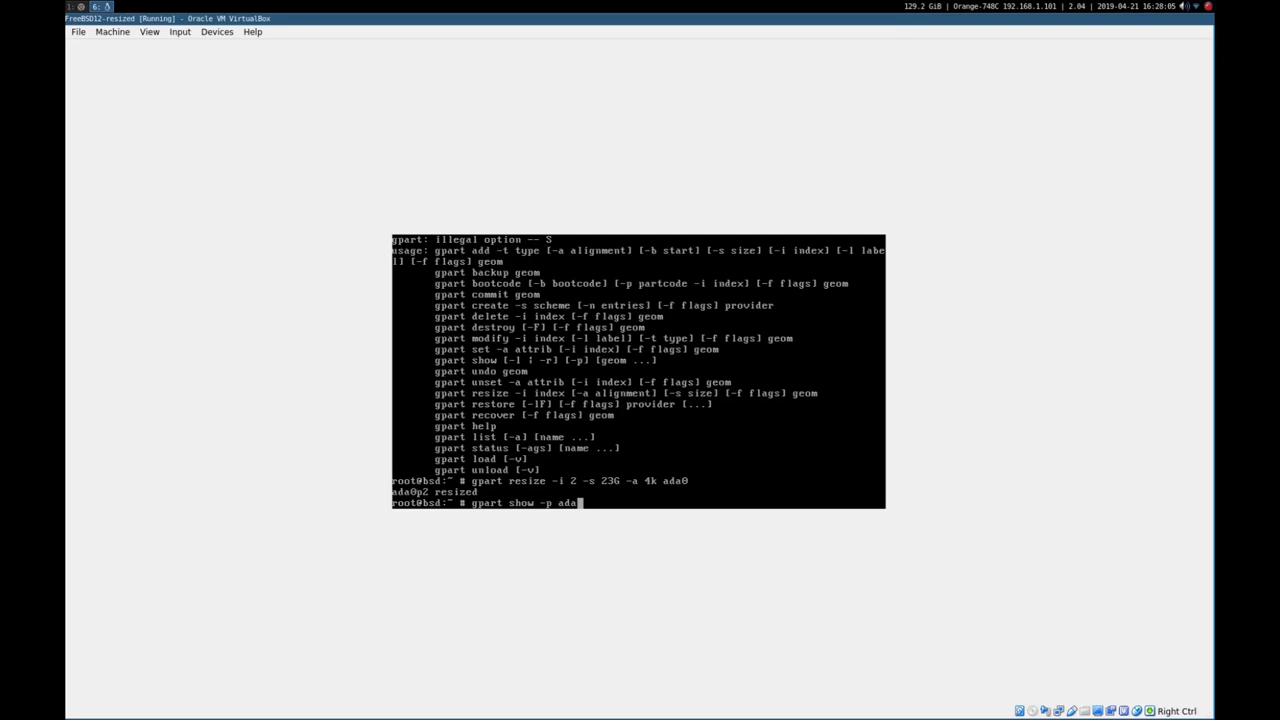 1: 6:
129.2 GiB | Orange-748C 192.168.1.101 | 2.04 | 2019-04-21 16:28:05
FreeBSD12-resized [Running] - Oracle VM VirtualBox
File Machine View Input Devices Help
gpart: illegal option -- S
usage: gpart add -t type [-a alignment] [-b start] [-s size] [-i index] [-l labe
l] [-f flags] geom
gpart backup geom
gpart bootcode [-b bootcode] [-p partcode -i index] [-f flags] geom
gpart commit geom
gpart create -s scheme [-n entries] [-f flags] provider
gpart delete -i index [-f flags] geom
gpart destroy [-F] [-f flags] geom
gpart modify -i index [-l label] [-t type] [-f flags] geom
gpart set -a attrib [-i index] [-f flags] geom
gpart show [-l | -r] [-p] [geom ...]
gpart undo geom
gpart unset -a attrib [-i index] [-f flags] geom
gpart resize -i index [-a alignment] [-s size] [-f flags] geom
gpart restore [-lF] [-f flags] provider [...]
gpart recover [-f flags] geom
gpart help
gpart list [-a] [name ...]
gpart status [-ags] [name ...]
gpart load [-v]
gpart unload [-v]
root@bsd:~ # gpart resize -i 2 -s 23G -a 4k ada0
ada0p2 resized
root@bsd:~ # gpart show -p ada
Right Ctrl